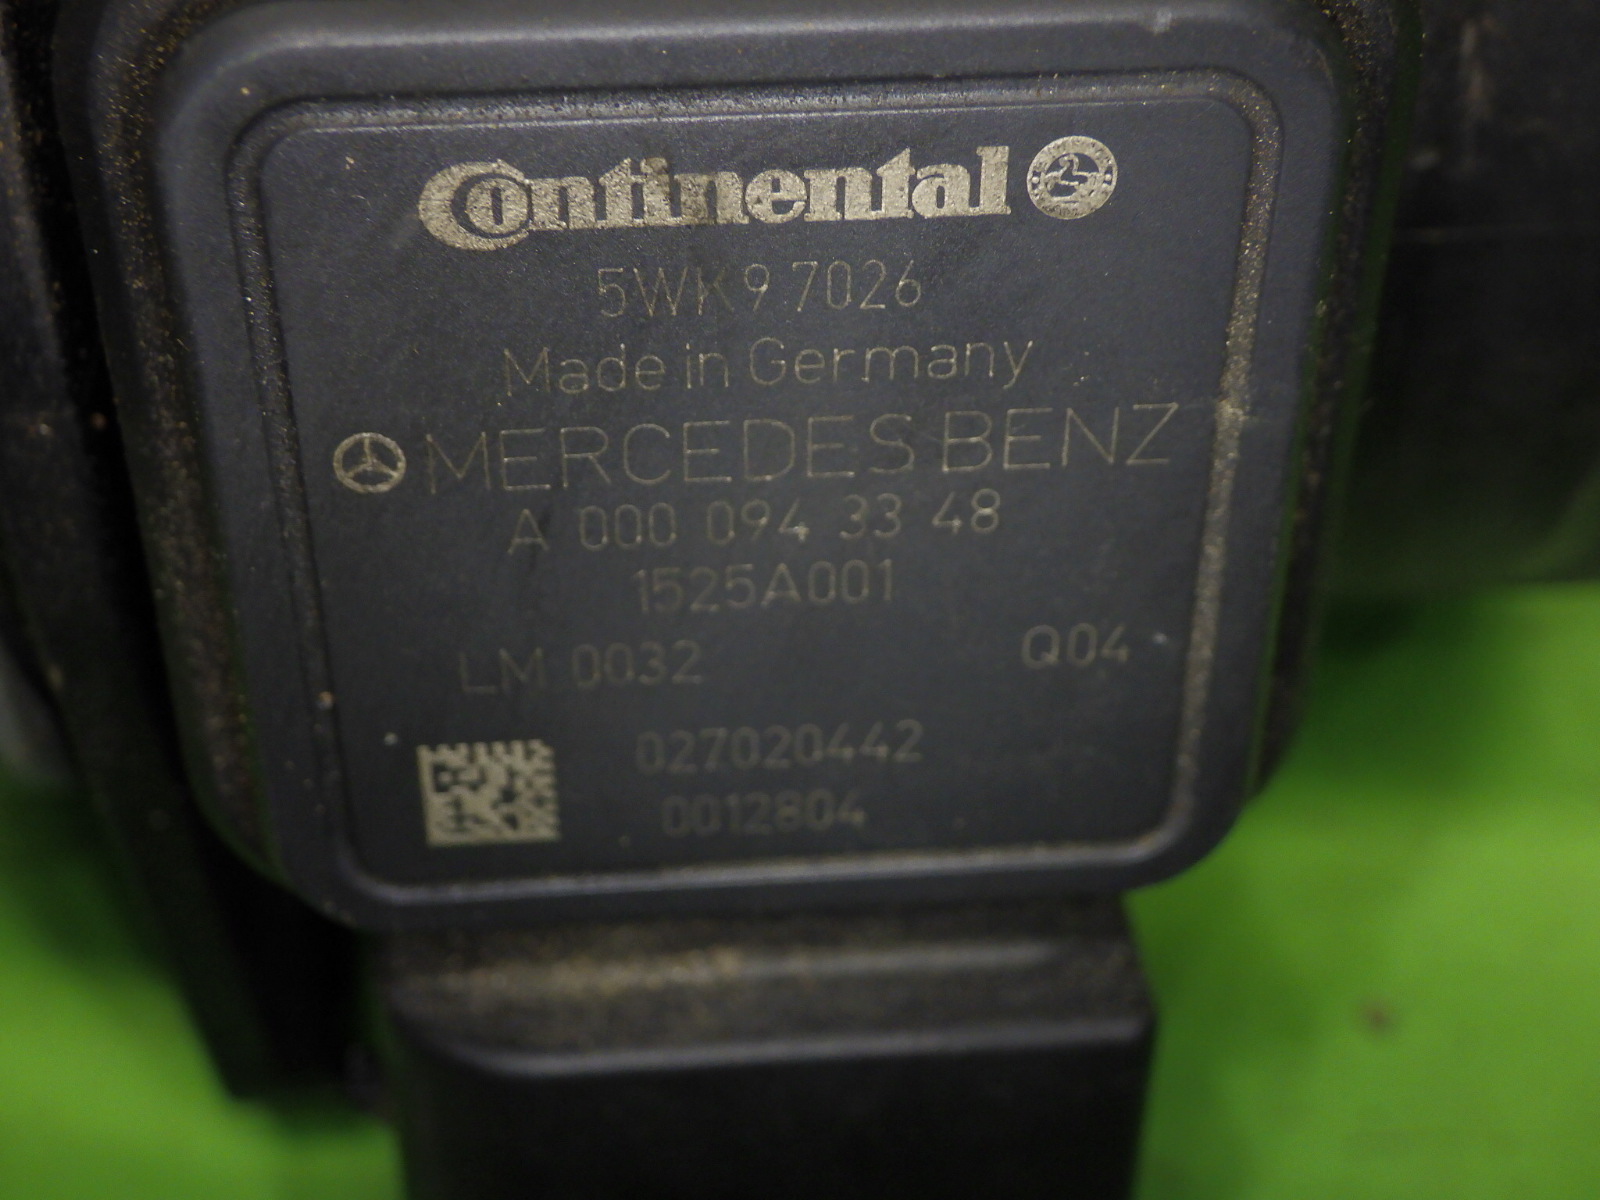 Continental
5WK9 7026
Made in Germany
MERCEDES BENZ
A 000 094 33 48
1525A001
LM 0032 Q04
027020442
0012804